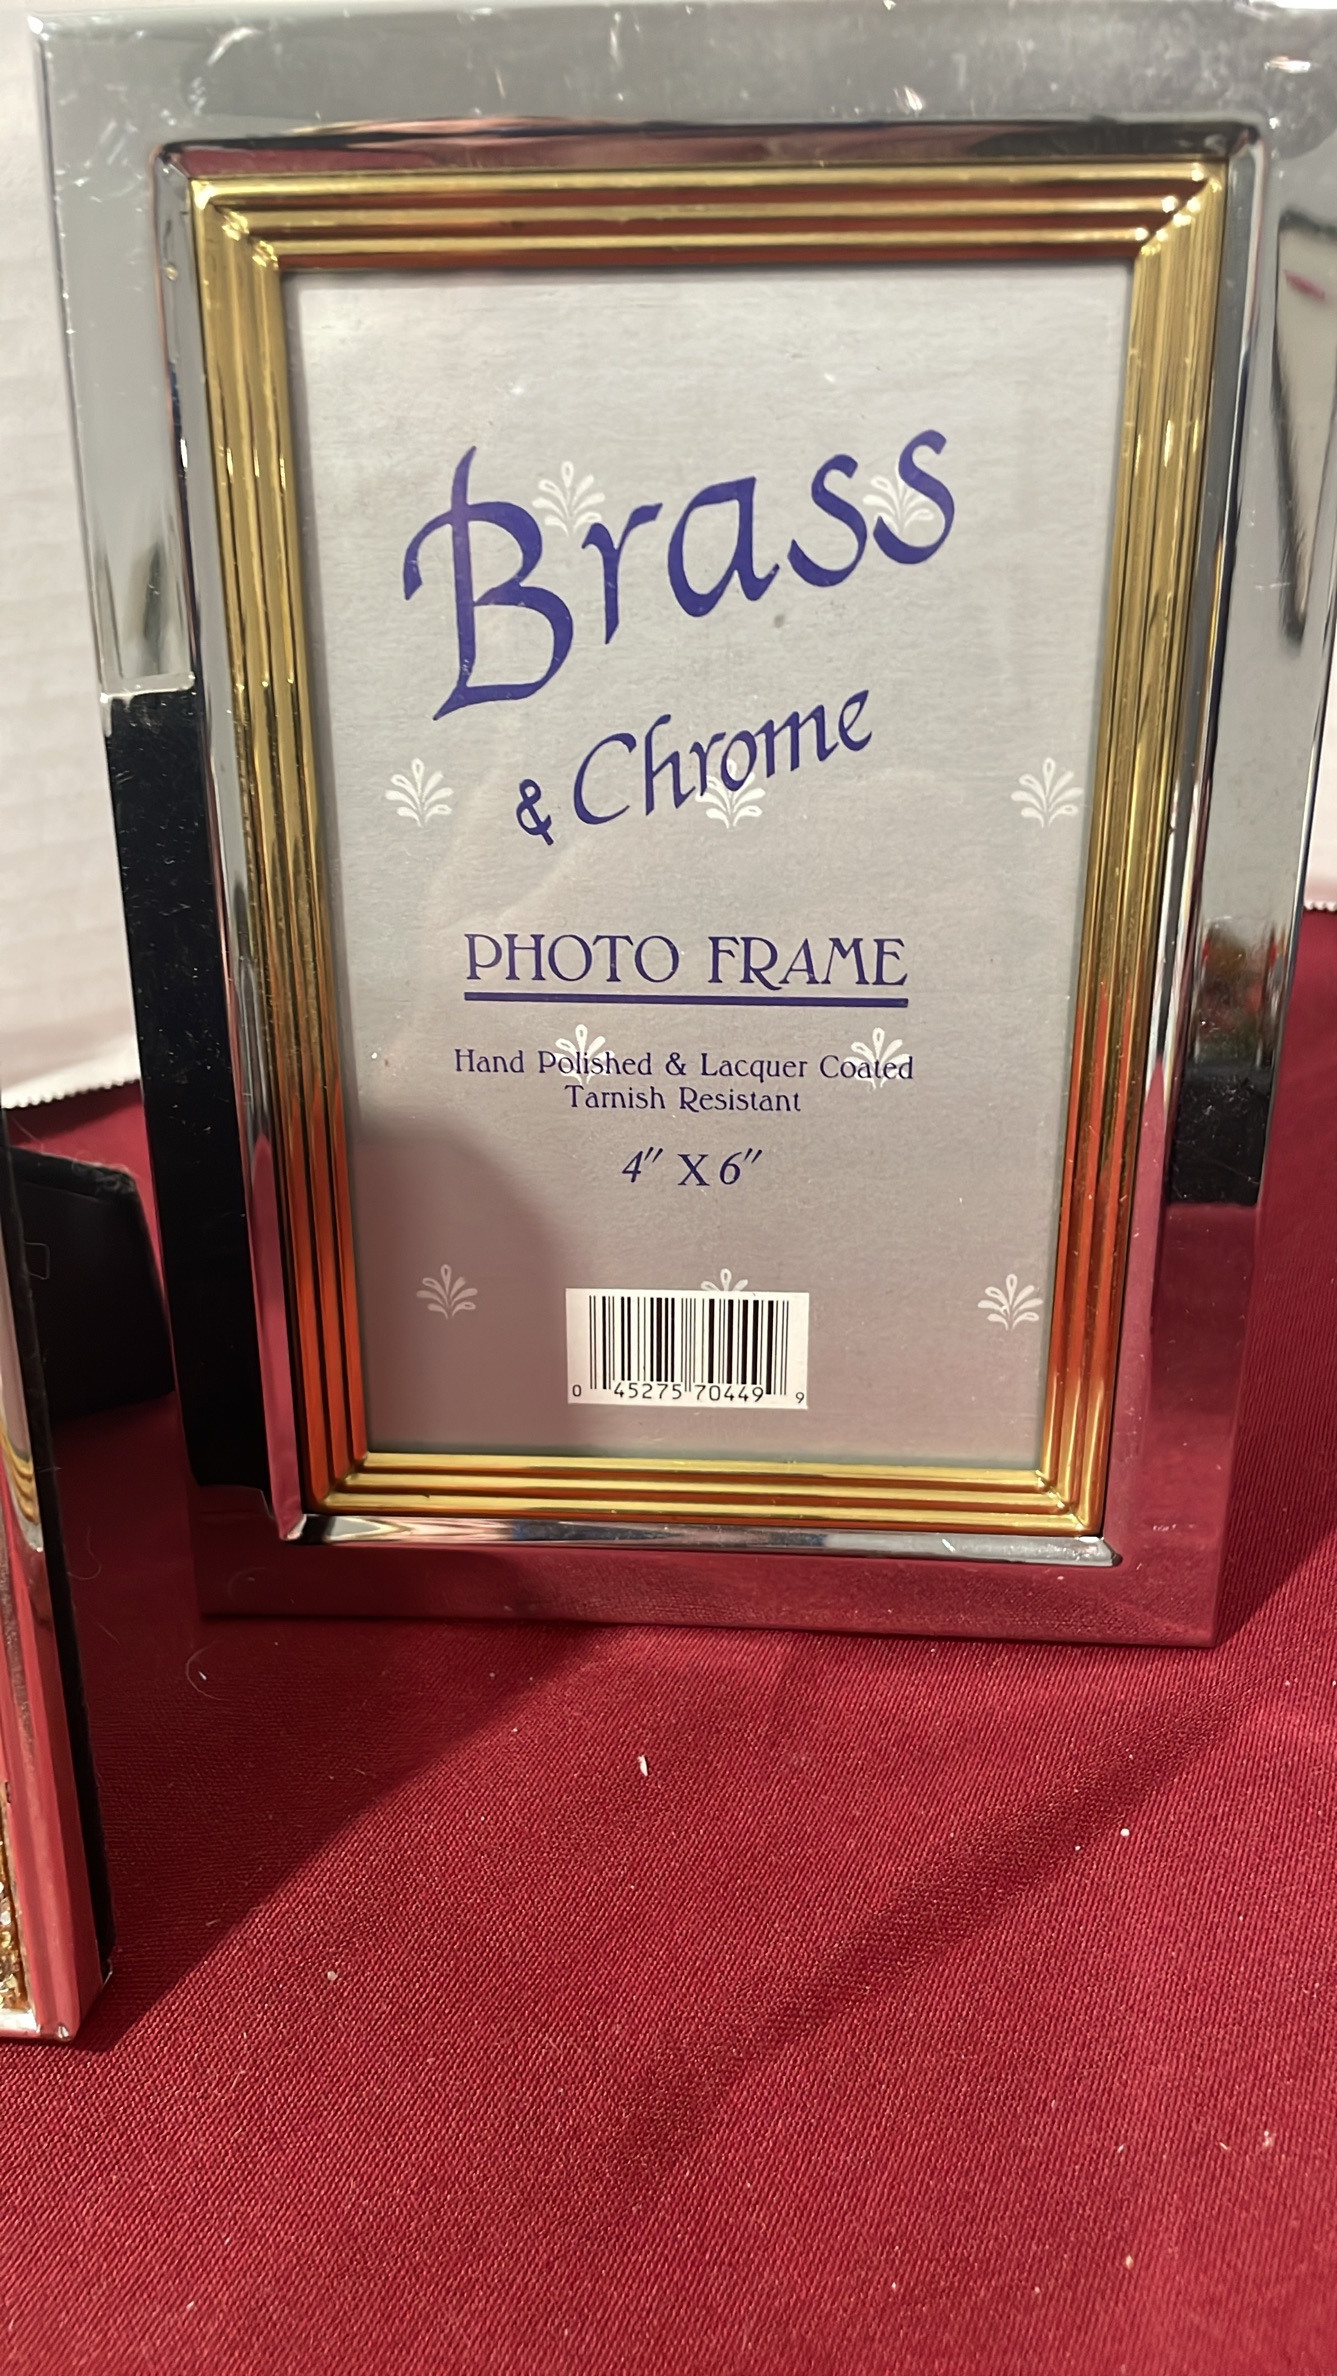 Brass
& Chrome
PHOTO FRAME
Hand Polished & Lacquer Coated
Tarnish Resistant
4" X 6"
0 45275 70449 9